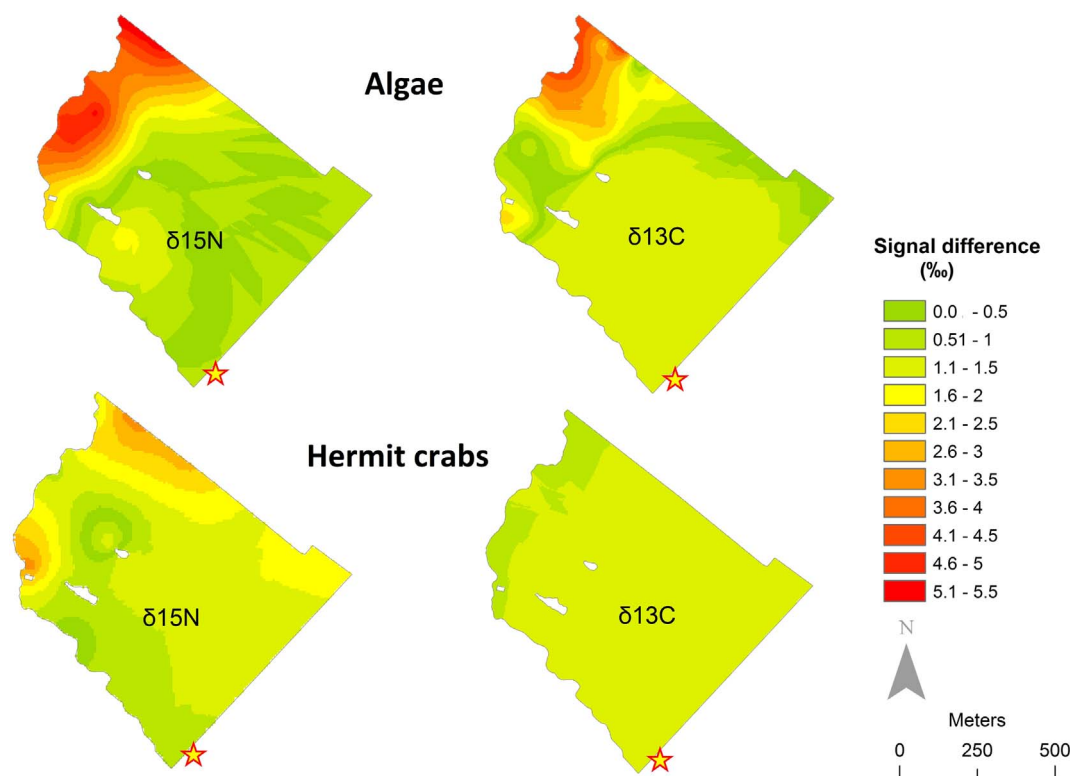 Algae
δ15N
δ13C
Hermit crabs
δ15N
δ13C
Signal difference
(‰)
0.0 - 0.5
0.51 - 1
1.1 - 1.5
1.6 - 2
2.1 - 2.5
2.6 - 3
3.1 - 3.5
3.6 - 4
4.1 - 4.5
4.6 - 5
5.1 - 5.5
N
Meters
0 250 500